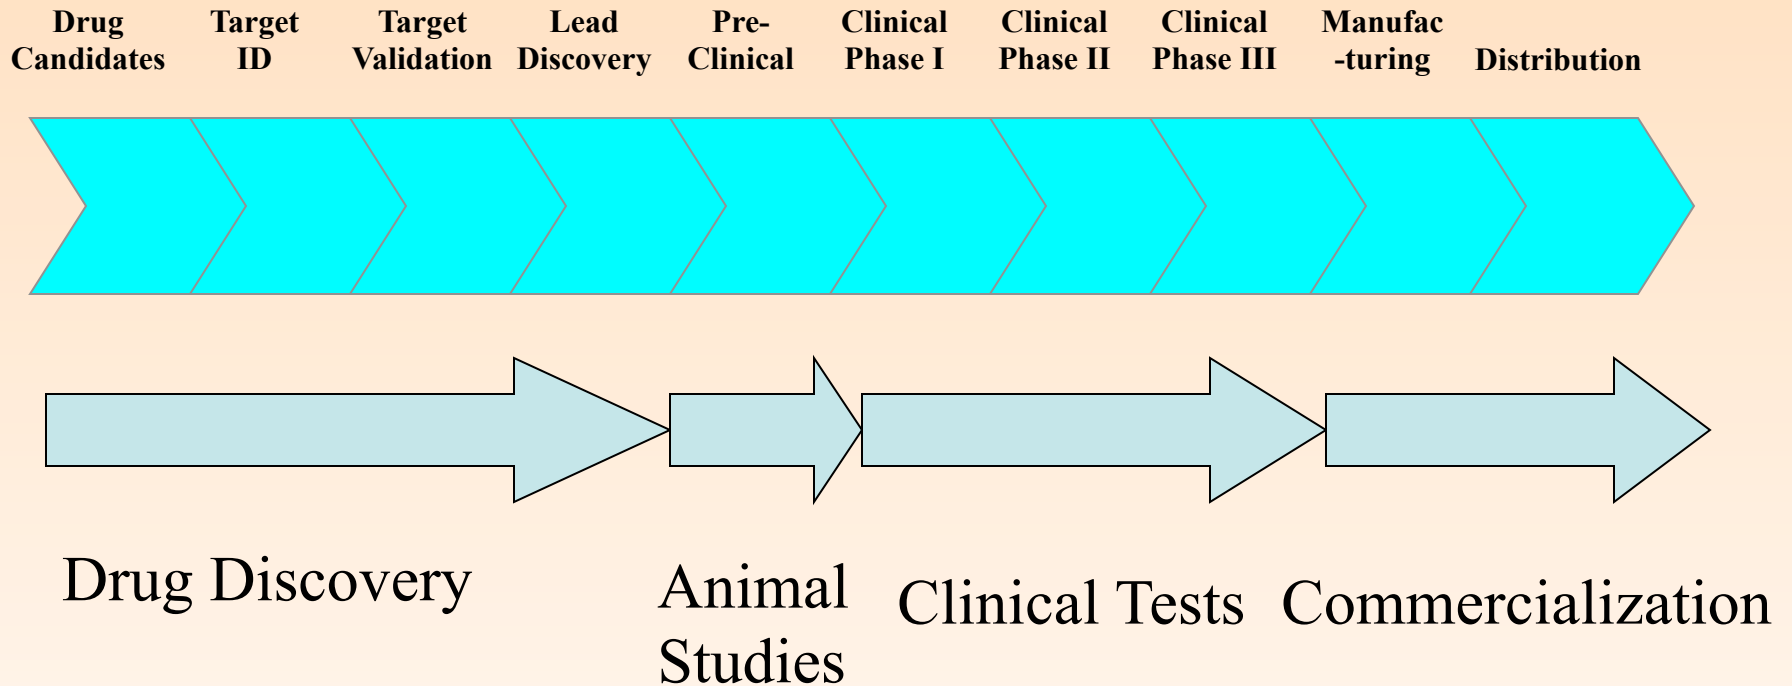 Drug
Candidates
Target
ID
Target
Validation
Lead
Discovery
Pre-
Clinical
Clinical
Phase I
Clinical
Phase II
Clinical
Phase III
Manufac
-turing
Distribution
Drug Discovery
Animal
Studies
Clinical Tests
Commercialization